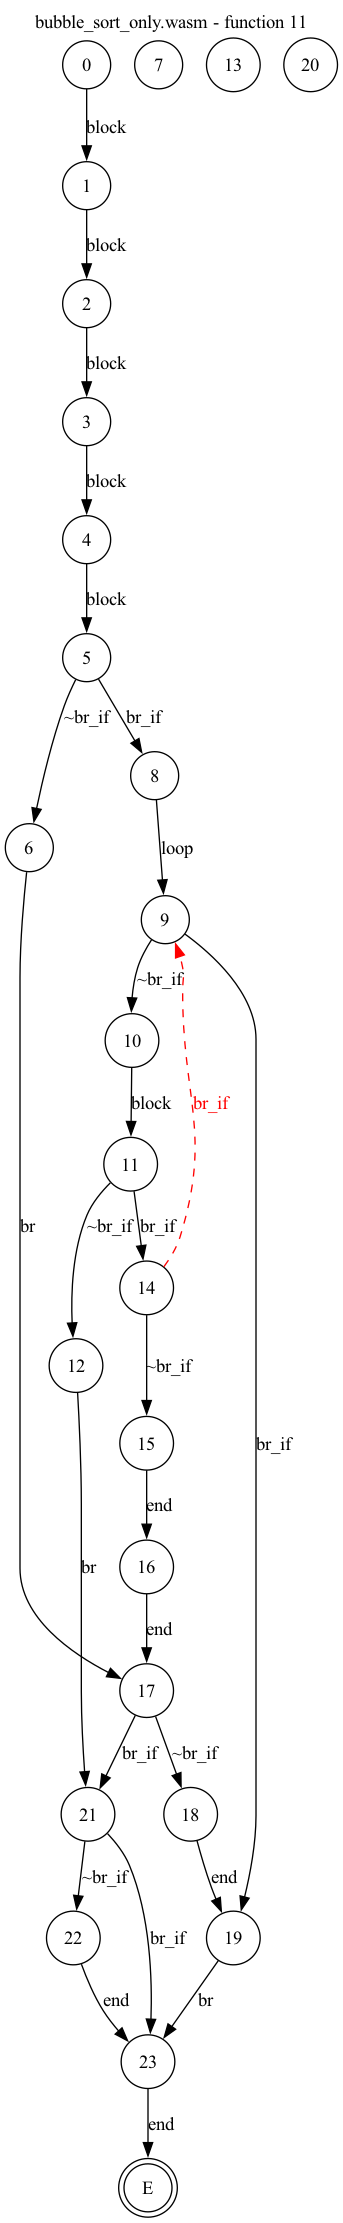 bubble_sort_only.wasm - function 11
0 7 13 20
block
1
block
2
block
3
block
4
block
5
~br_if br_if
8
6 loop
9
~br_if
10
block br_if
11
br ~br_if br_if
14
12 ~br_if
15 br_if
end
16
br
end
17
br_if ~br_if
21 18
~br_if end
22 br_if 19
end br
23
end
E